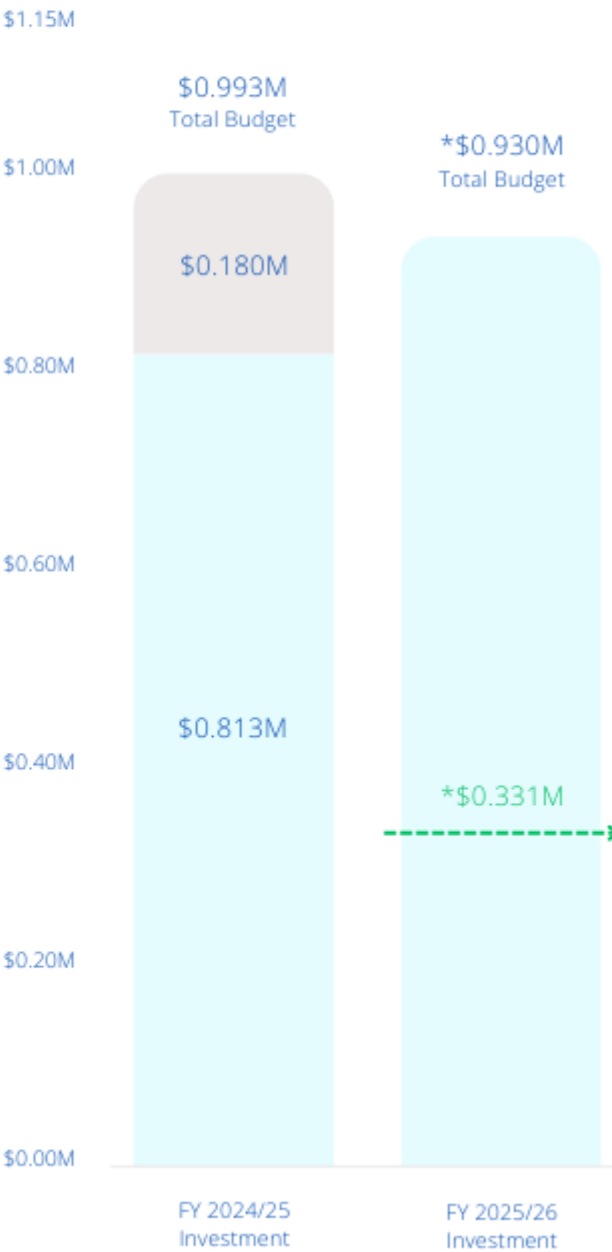 $1.15M
$0.993M
Total Budget
*$0.930M
Total Budget
$1.00M
$0.180M
$0.80M
$0.60M
$0.813M
$0.40M
*$0.331M
$0.20M
$0.00M
FY 2024/25
Investment
FY 2025/26
Investment